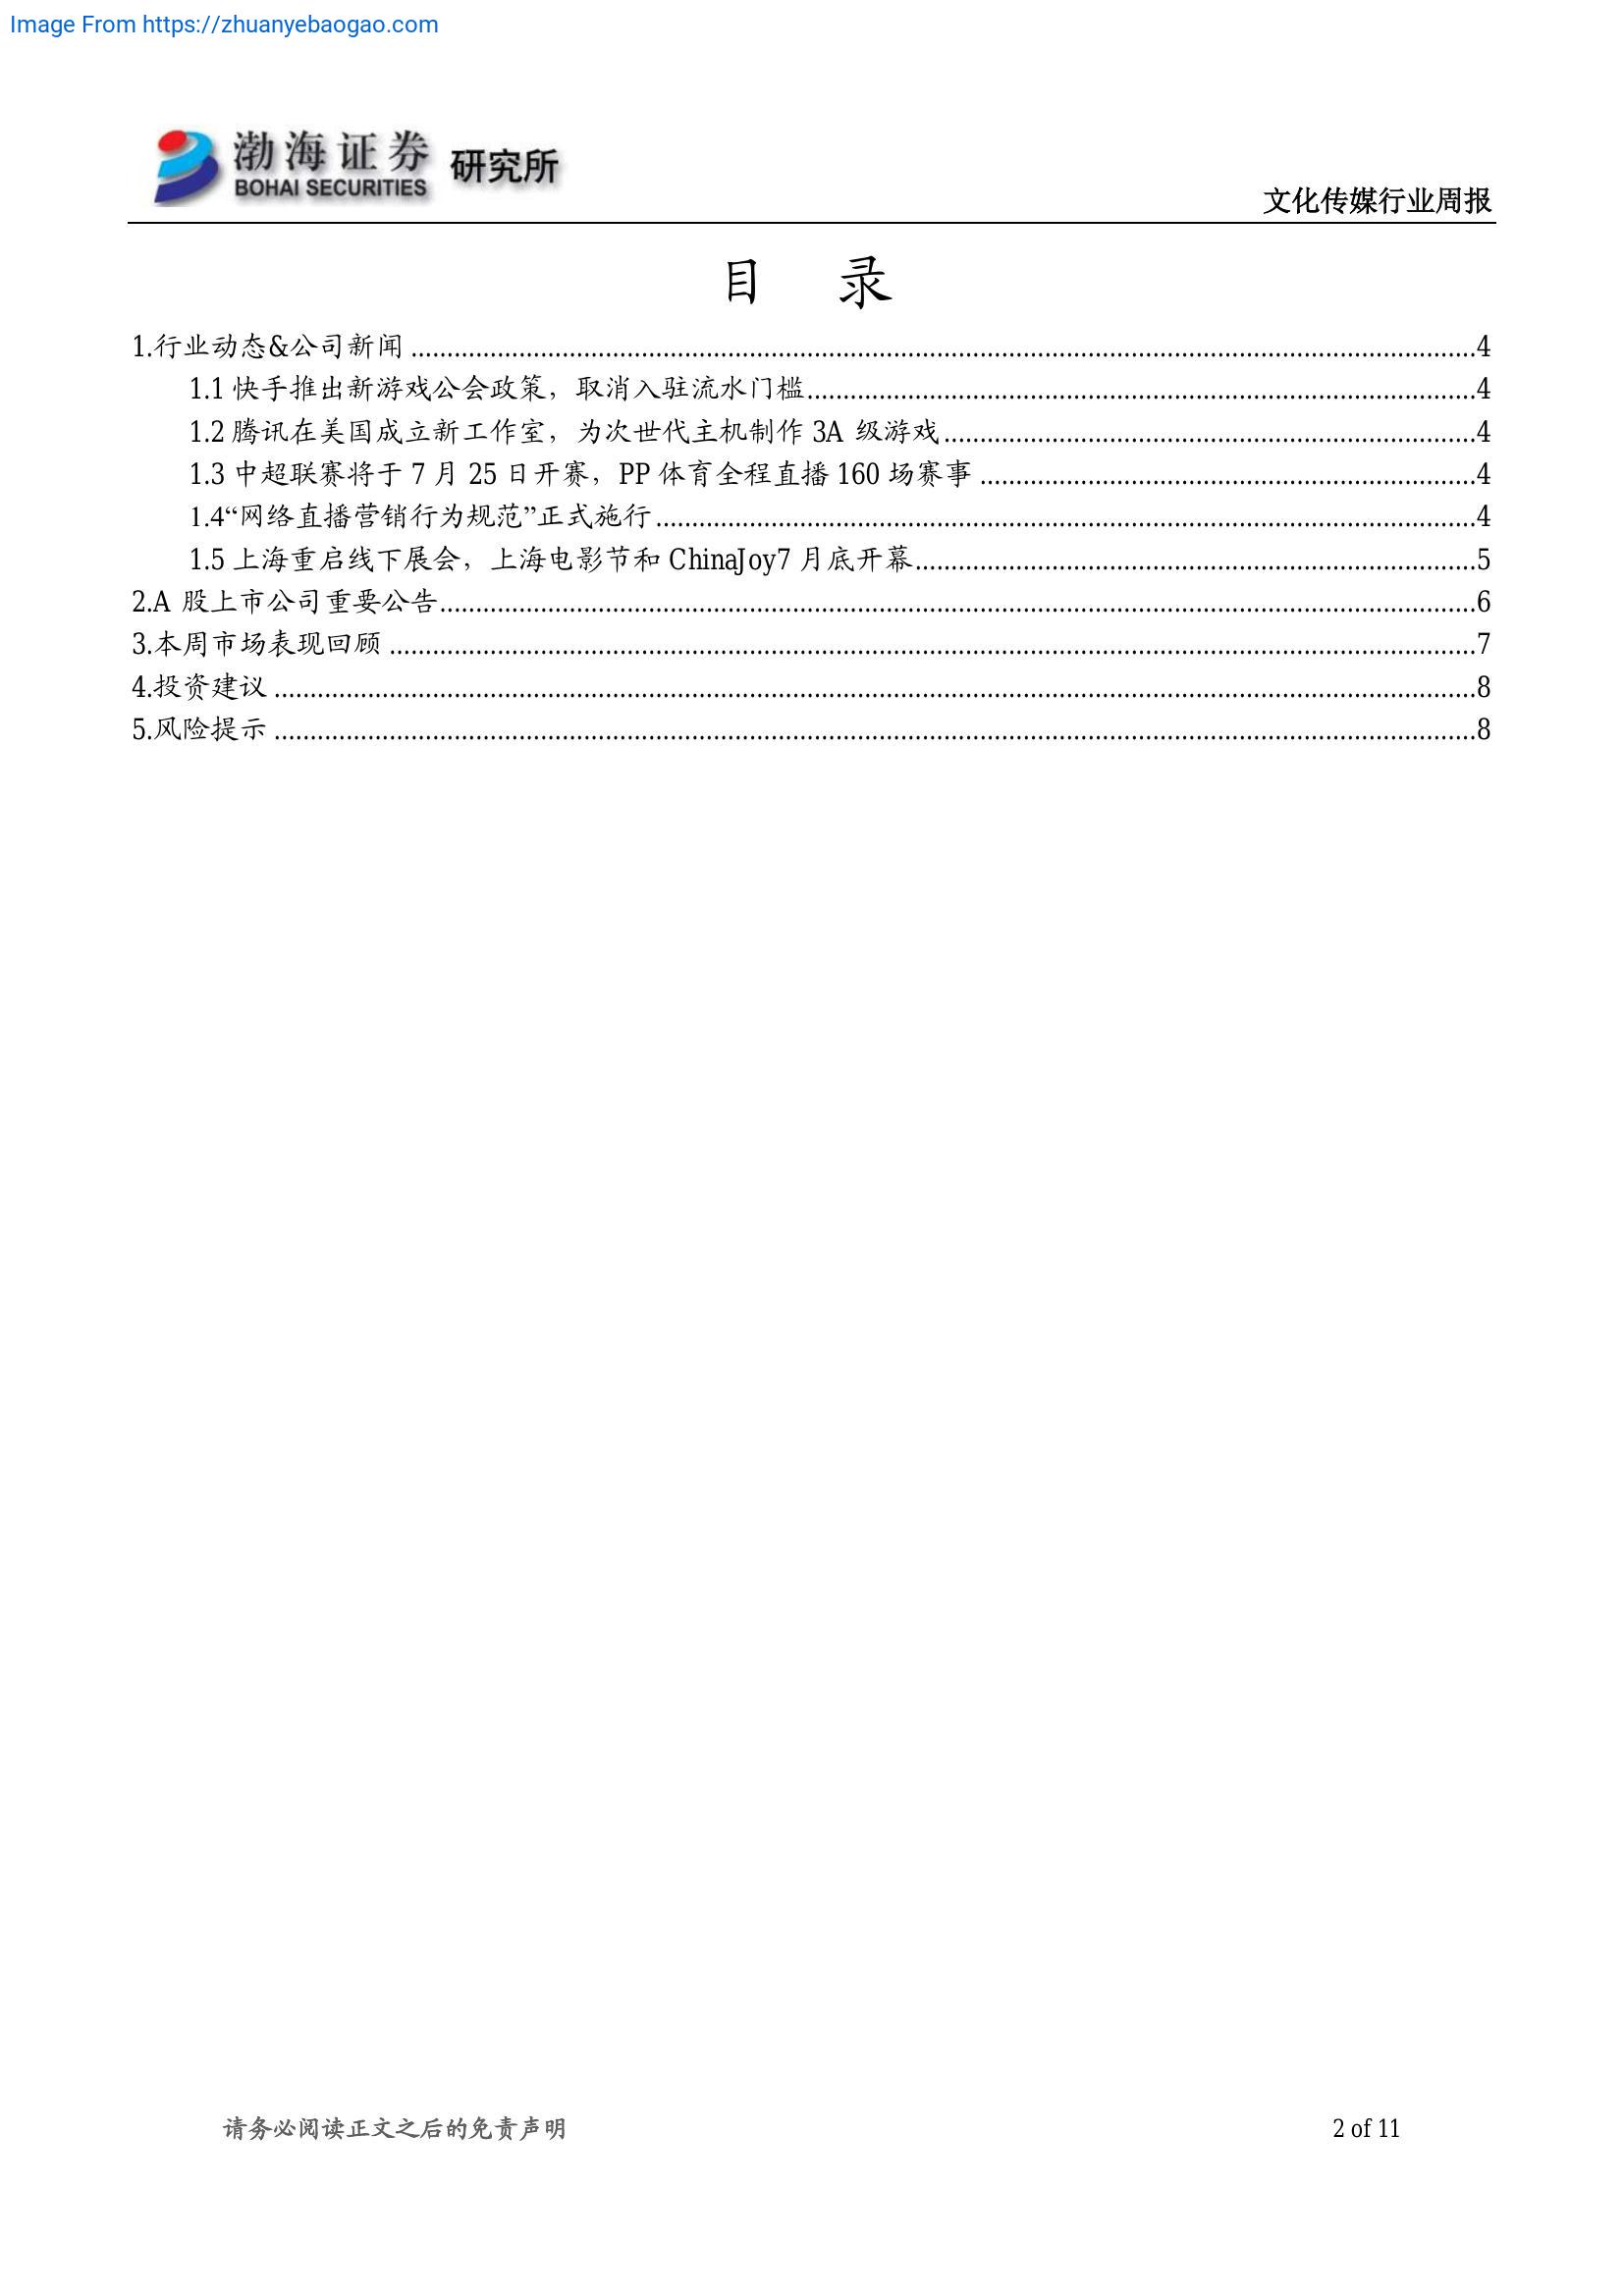 Image From https://zhuanyebaogao.com
渤海证券 研究所
BOHAI SECURITIES
文化传媒行业周报
目 录
1.行业动态&公司新闻 ........ 4
1.1 快手推出新游戏公会政策，取消入驻流水门槛 ........ 4
1.2 腾讯在美国成立新工作室，为次世代主机制作 3A 级游戏 ........ 4
1.3 中超联赛将于 7 月 25 日开赛，PP 体育全程直播 160 场赛事 ........ 4
1.4“网络直播营销行为规范”正式施行 ........ 4
1.5 上海重启线下展会，上海电影节和 ChinaJoy7 月底开幕 ........ 5
2.A 股上市公司重要公告 ........ 6
3.本周市场表现回顾 ........ 7
4.投资建议 ........ 8
5.风险提示 ........ 8
请务必阅读正文之后的免责声明 2 of 11